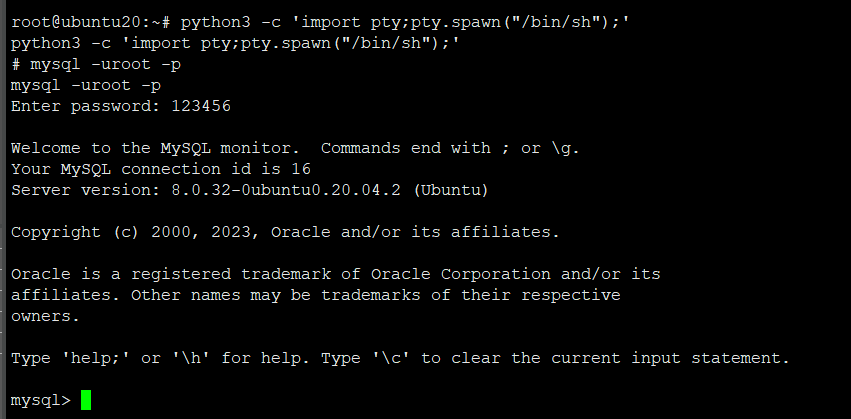 root@ubuntu20:~# python3 -c 'import pty;pty.spawn("/bin/sh");'
python3 -c 'import pty;pty.spawn("/bin/sh");'
# mysql -uroot -p
mysql -uroot -p
Enter password: 123456
Welcome to the MySQL monitor.  Commands end with ; or \g.
Your MySQL connection id is 16
Server version: 8.0.32-0ubuntu0.20.04.2 (Ubuntu)
Copyright (c) 2000, 2023, Oracle and/or its affiliates.
Oracle is a registered trademark of Oracle Corporation and/or its
affiliates. Other names may be trademarks of their respective
owners.
Type 'help;' or '\h' for help. Type '\c' to clear the current input statement.
mysql>